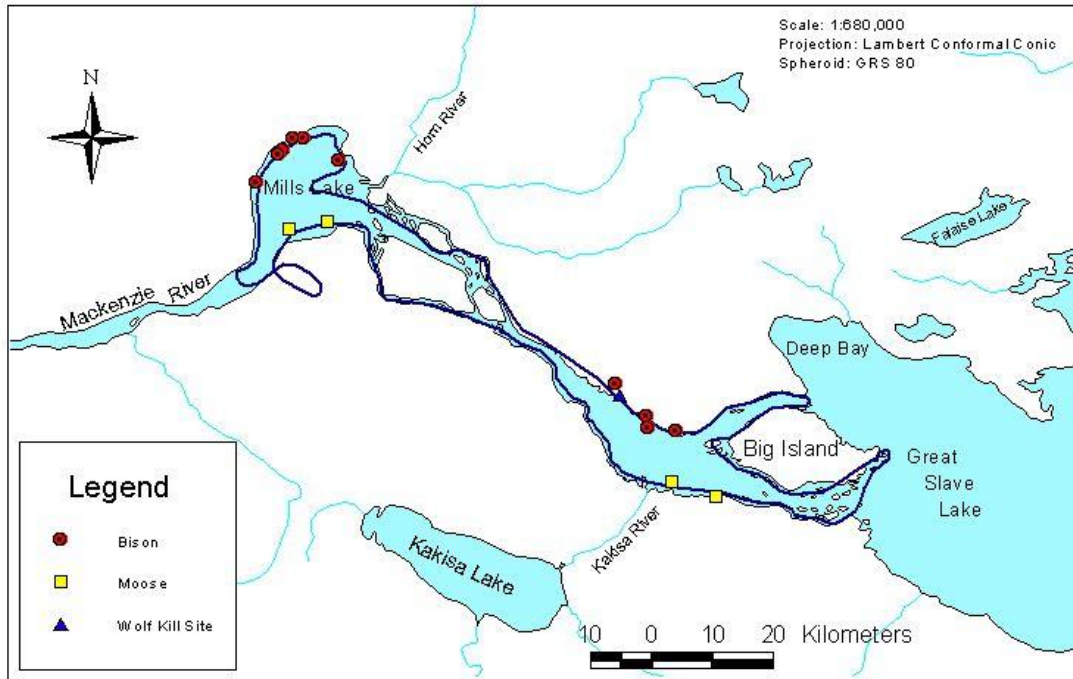 Scale: 1:680,000
Projection: Lambert Conformal Conic
Spheroid: GRS 80
N
Horn River
Mills Lake
Falaise Lake
Mackenzie River
Deep Bay
Big Island
Great
Slave
Lake
Kakisa River
Kakisa Lake
Legend
Bison
Moose
Wolf Kill Site
10 0 10 20 Kilometers